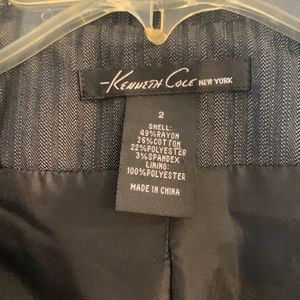 Kenneth Cole NEW YORK
2
SHELL:
49%RAYON
26%COTTON
22%POLYESTER
3%SPANDEX
LINING:
100%POLYESTER
MADE IN CHINA